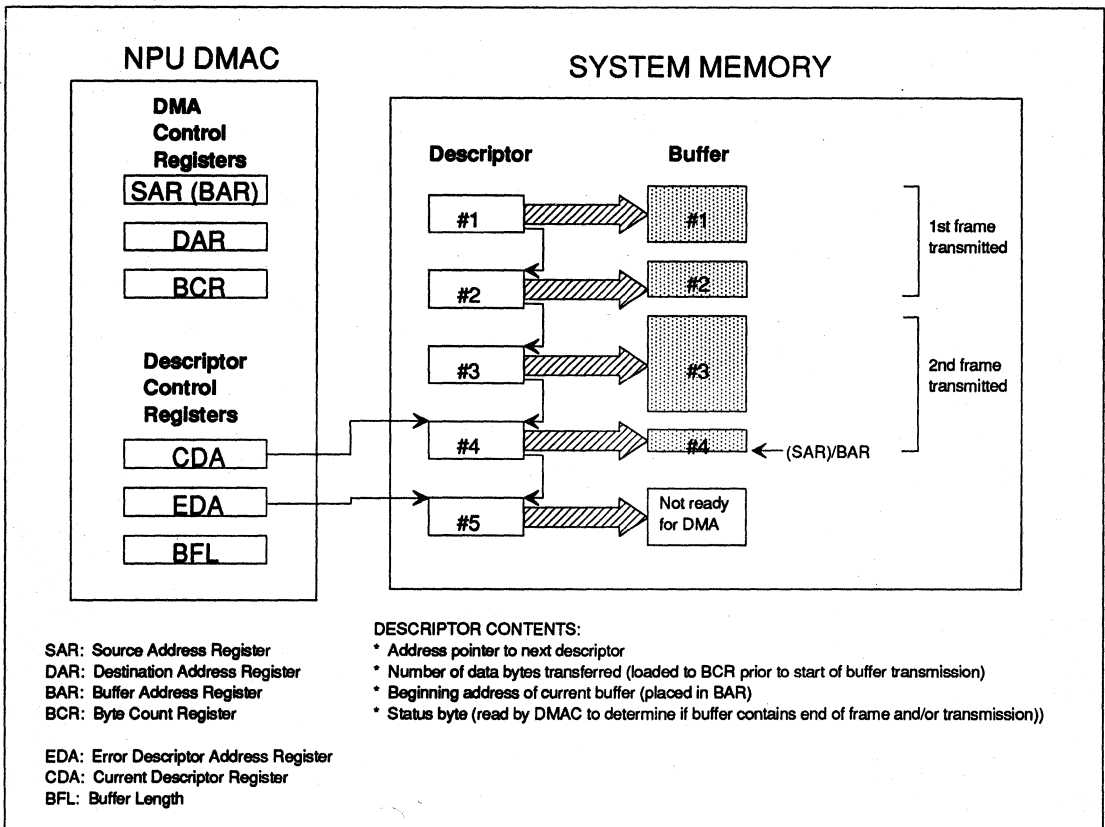 NPU DMAC
SYSTEM MEMORY
DMA
Control
Registers
SAR (BAR)
DAR
BCR
Descriptor
Control
Registers
CDA
EDA
BFL
Descriptor
Buffer
#1
#1
#2
#2
#3
#3
#4
#4
(SAR)/BAR
#5
Not ready
for DMA
1st frame
transmitted
2nd frame
transmitted
SAR: Source Address Register
DAR: Destination Address Register
BAR: Buffer Address Register
BCR: Byte Count Register
EDA: Error Descriptor Address Register
CDA: Current Descriptor Register
BFL: Buffer Length
DESCRIPTOR CONTENTS:
* Address pointer to next descriptor
* Number of data bytes transferred (loaded to BCR prior to start of buffer transmission)
* Beginning address of current buffer (placed in BAR)
* Status byte (read by DMAC to determine if buffer contains end of frame and/or transmission))